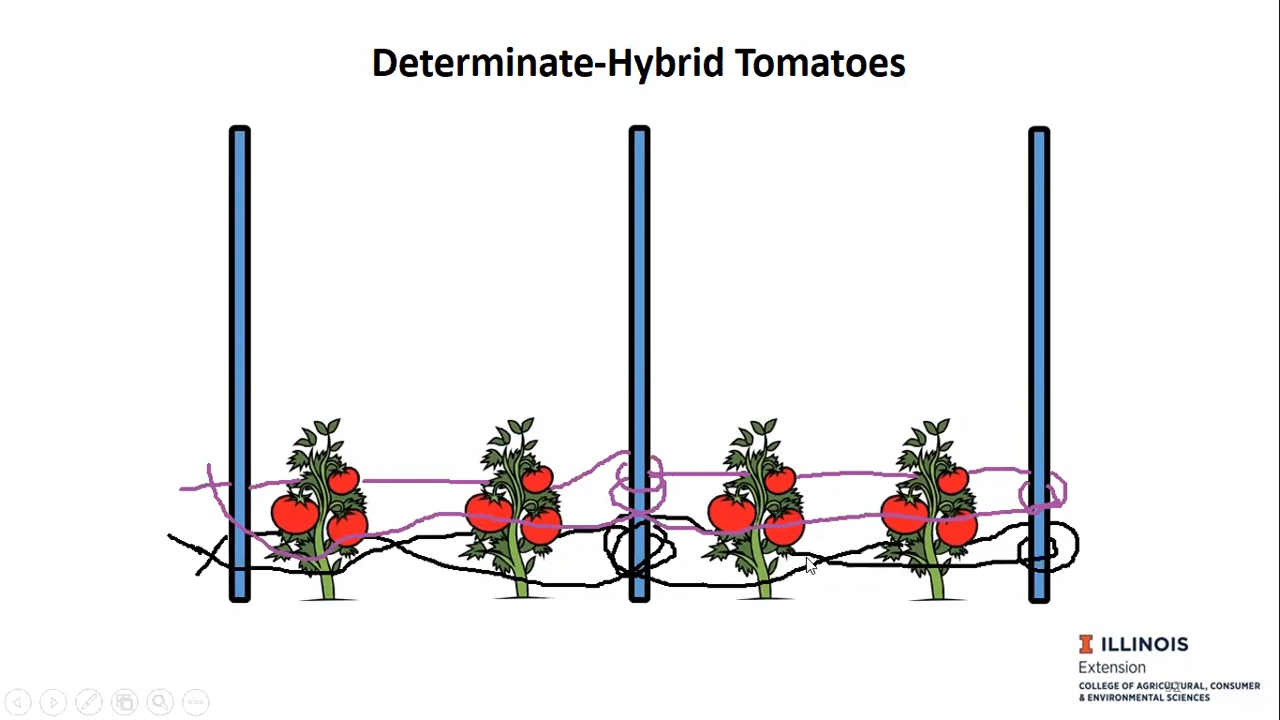 Determinate-Hybrid Tomatoes
ILLINOIS
Extension
COLLEGE OF AGRICULTURAL, CONSUMER
& ENVIRONMENTAL SCIENCES